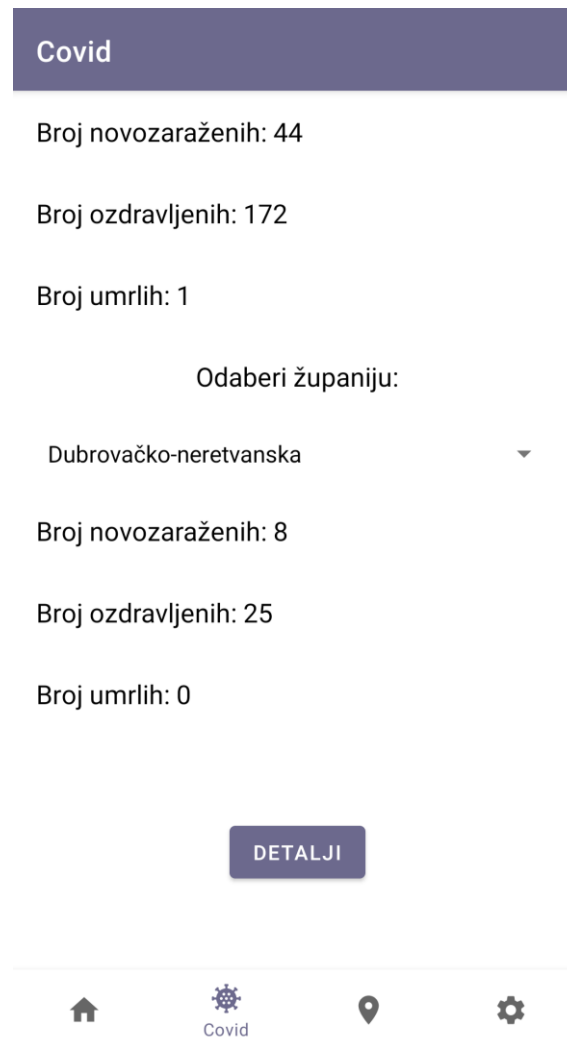 Covid
Broj novozaraženih: 44
Broj ozdravljenih: 172
Broj umrlih: 1
Odaberi županiju:
Dubrovačko-neretvanska
Broj novozaraženih: 8
Broj ozdravljenih: 25
Broj umrlih: 0
DETALJI
Covid